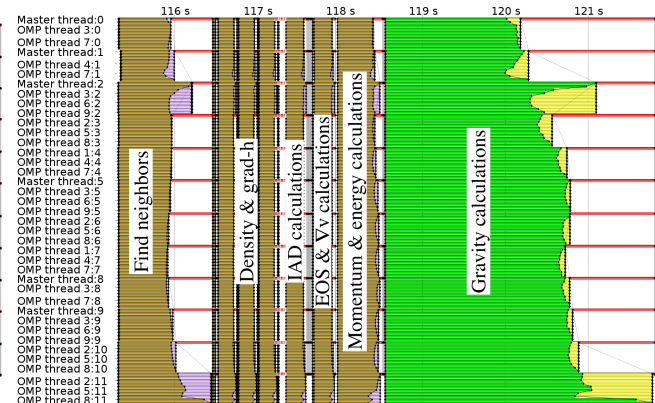 116 s 117 s 118 s 119 s 120 s 121 s
Master thread:0
OMP thread 3:0
OMP thread 7:0
Master thread:1
OMP thread 4:1
OMP thread 7:1
Master thread:2
OMP thread 3:2
OMP thread 6:2
OMP thread 9:2
OMP thread 2:3
OMP thread 5:3
OMP thread 8:3
OMP thread 1:4
OMP thread 4:4
OMP thread 7:4
Master thread:5
OMP thread 3:5
OMP thread 6:5
OMP thread 9:5
OMP thread 2:6
OMP thread 5:6
OMP thread 8:6
OMP thread 1:7
OMP thread 4:7
OMP thread 7:7
Master thread:8
OMP thread 3:8
OMP thread 7:8
Master thread:9
OMP thread 3:9
OMP thread 6:9
OMP thread 9:9
OMP thread 2:10
OMP thread 5:10
OMP thread 8:10
OMP thread 2:11
OMP thread 5:11
OMP thread 8:11
Find neighbors
Density & grad-h
IAD calculations
EOS & Vv calculations
Momentum & energy calculations
Gravity calculations